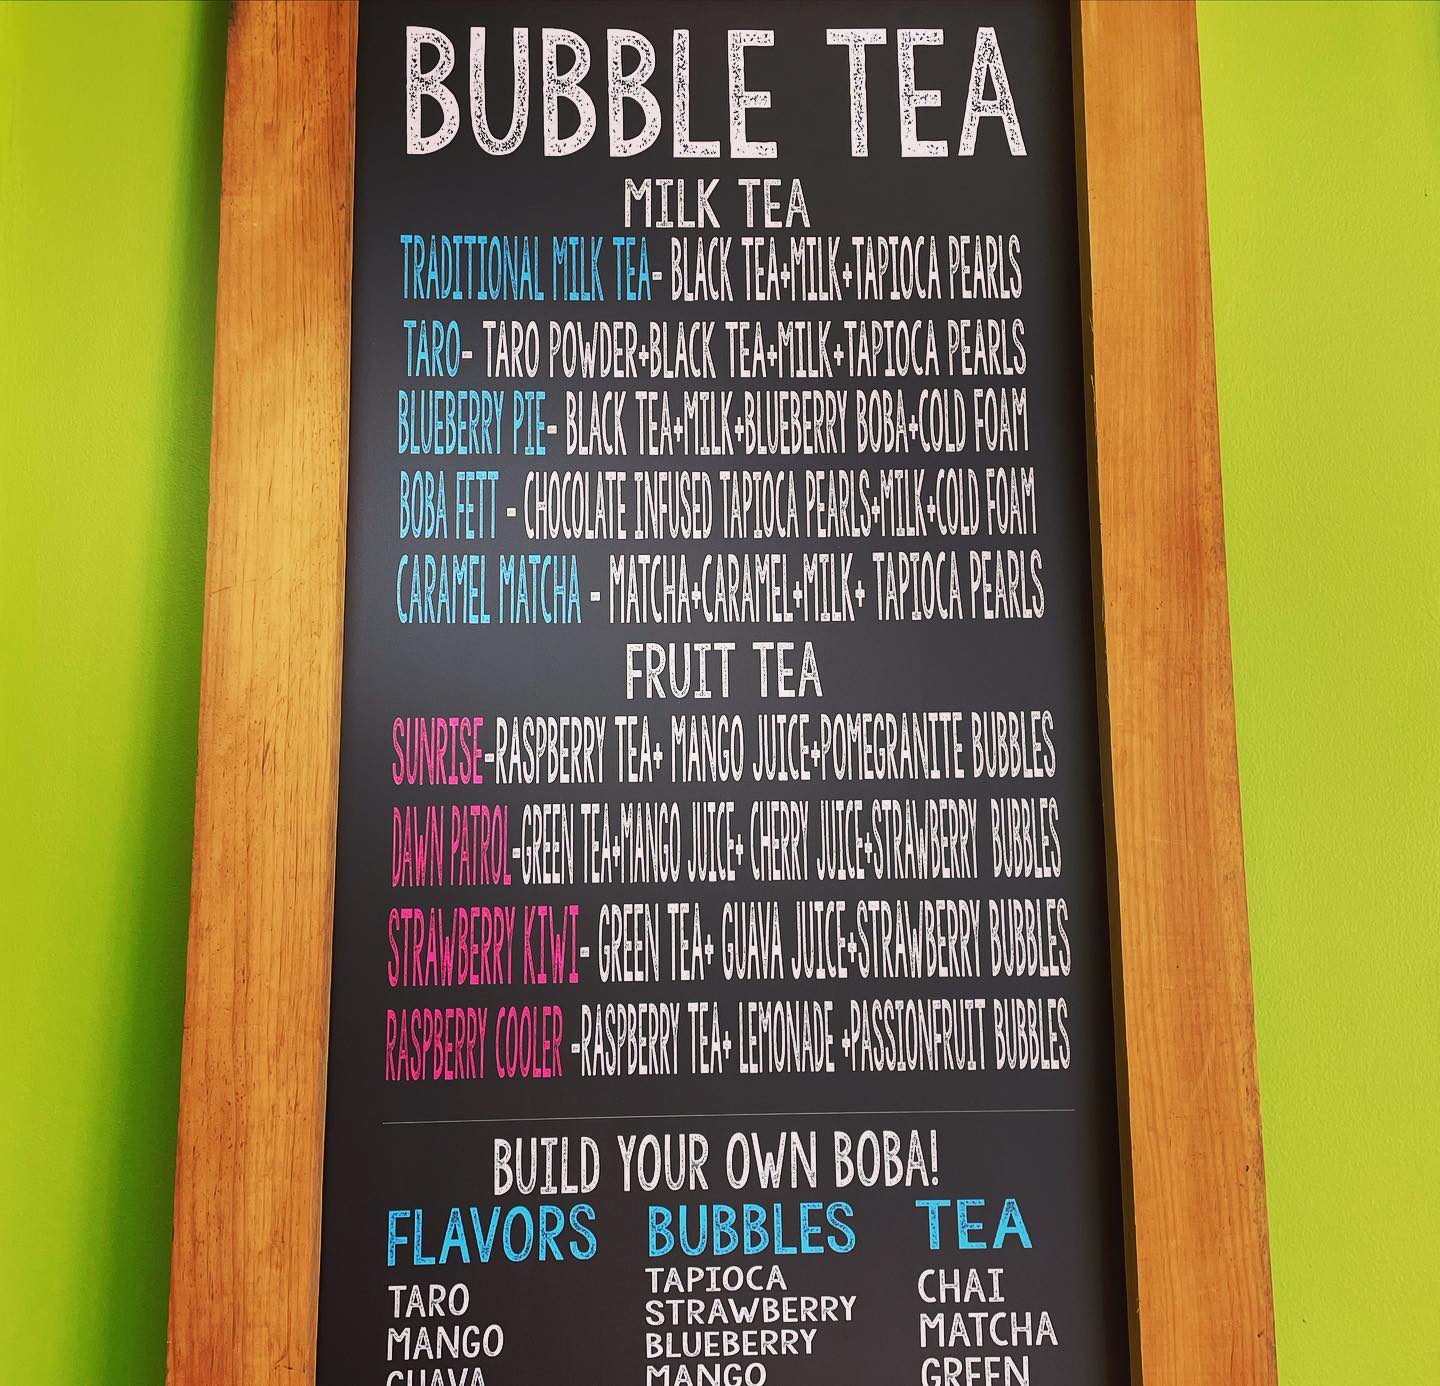 BUBBLE TEA
MILK TEA
TRADITIONAL MILK TEA- BLACK TEA+MILK+TAPIOCA PEARLS
TARO- TARO POWDER+BLACK TEA+MILK+TAPIOCA PEARLS
BLUEBERRY PIE- BLACK TEA+MILK+BLUEBERRY BOBA+COLD FOAM
BOBA FETT - CHOCOLATE INFUSED TAPIOCA PEARLS+MILK+COLD FOAM
CARAMEL MATCHA - MATCHA+CARAMEL+MILK+ TAPIOCA PEARLS
FRUIT TEA
SUNRISE-RASPBERRY TEA+ MANGO JUICE+POMEGRANITE BUBBLES
DAWN PATROL-GREEN TEA+MANGO JUICE+ CHERRY JUICE+STRAWBERRY BUBBLES
STRAWBERRY KIWI- GREEN TEA+ GUAVA JUICE+STRAWBERRY BUBBLES
RASPBERRY COOLER -RASPBERRY TEA+ LEMONADE +PASSIONFRUIT BUBBLES
BUILD YOUR OWN BOBA!
FLAVORS
TARO
MANGO
GUAVA
BUBBLES
TAPIOCA
STRAWBERRY
BLUEBERRY
MANGO
TEA
CHAI
MATCHA
GREEN